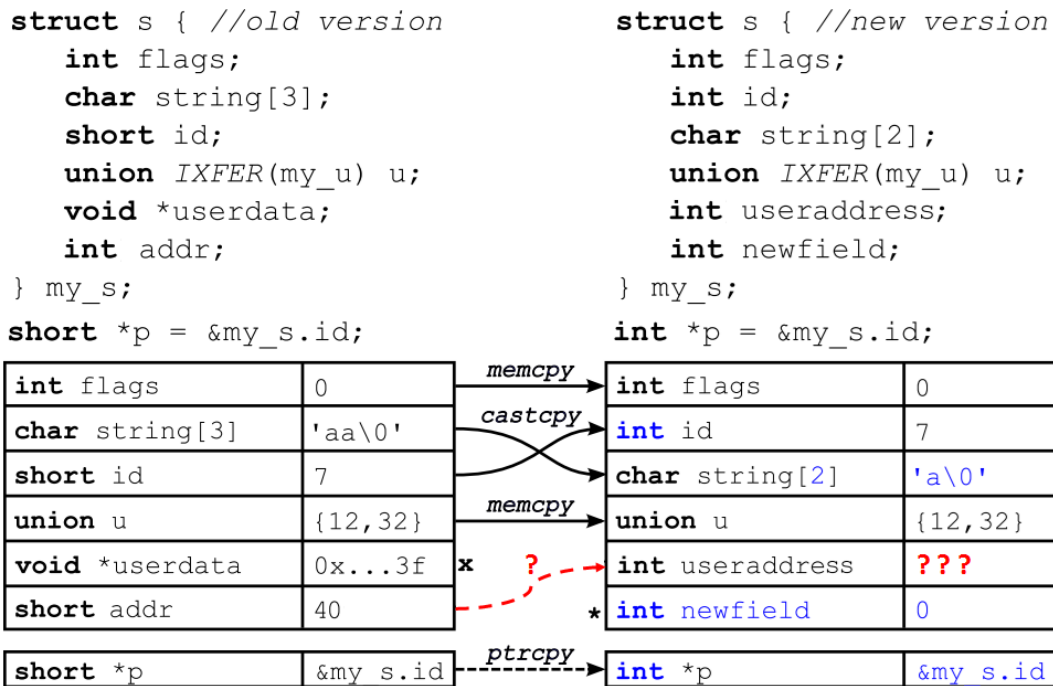 struct s { //old version
int flags;
char string[3];
short id;
union IXFER(my_u) u;
void *userdata;
int addr;
} my_s;
short *p = &my_s.id;
struct s { //new version
int flags;
int id;
char string[2];
union IXFER(my_u) u;
int useraddress;
int newfield;
} my_s;
int *p = &my_s.id;
int flags 0 memcpy int flags 0
char string[3] 'aa\0' castcpy int id 7
short id 7 char string[2] 'a\0'
union u {12,32} memcpy union u {12,32}
void *userdata 0x...3f x ? int useraddress ???
short addr 40 * int newfield 0
short *p &my_s.id ptrcpy int *p &my_s.id